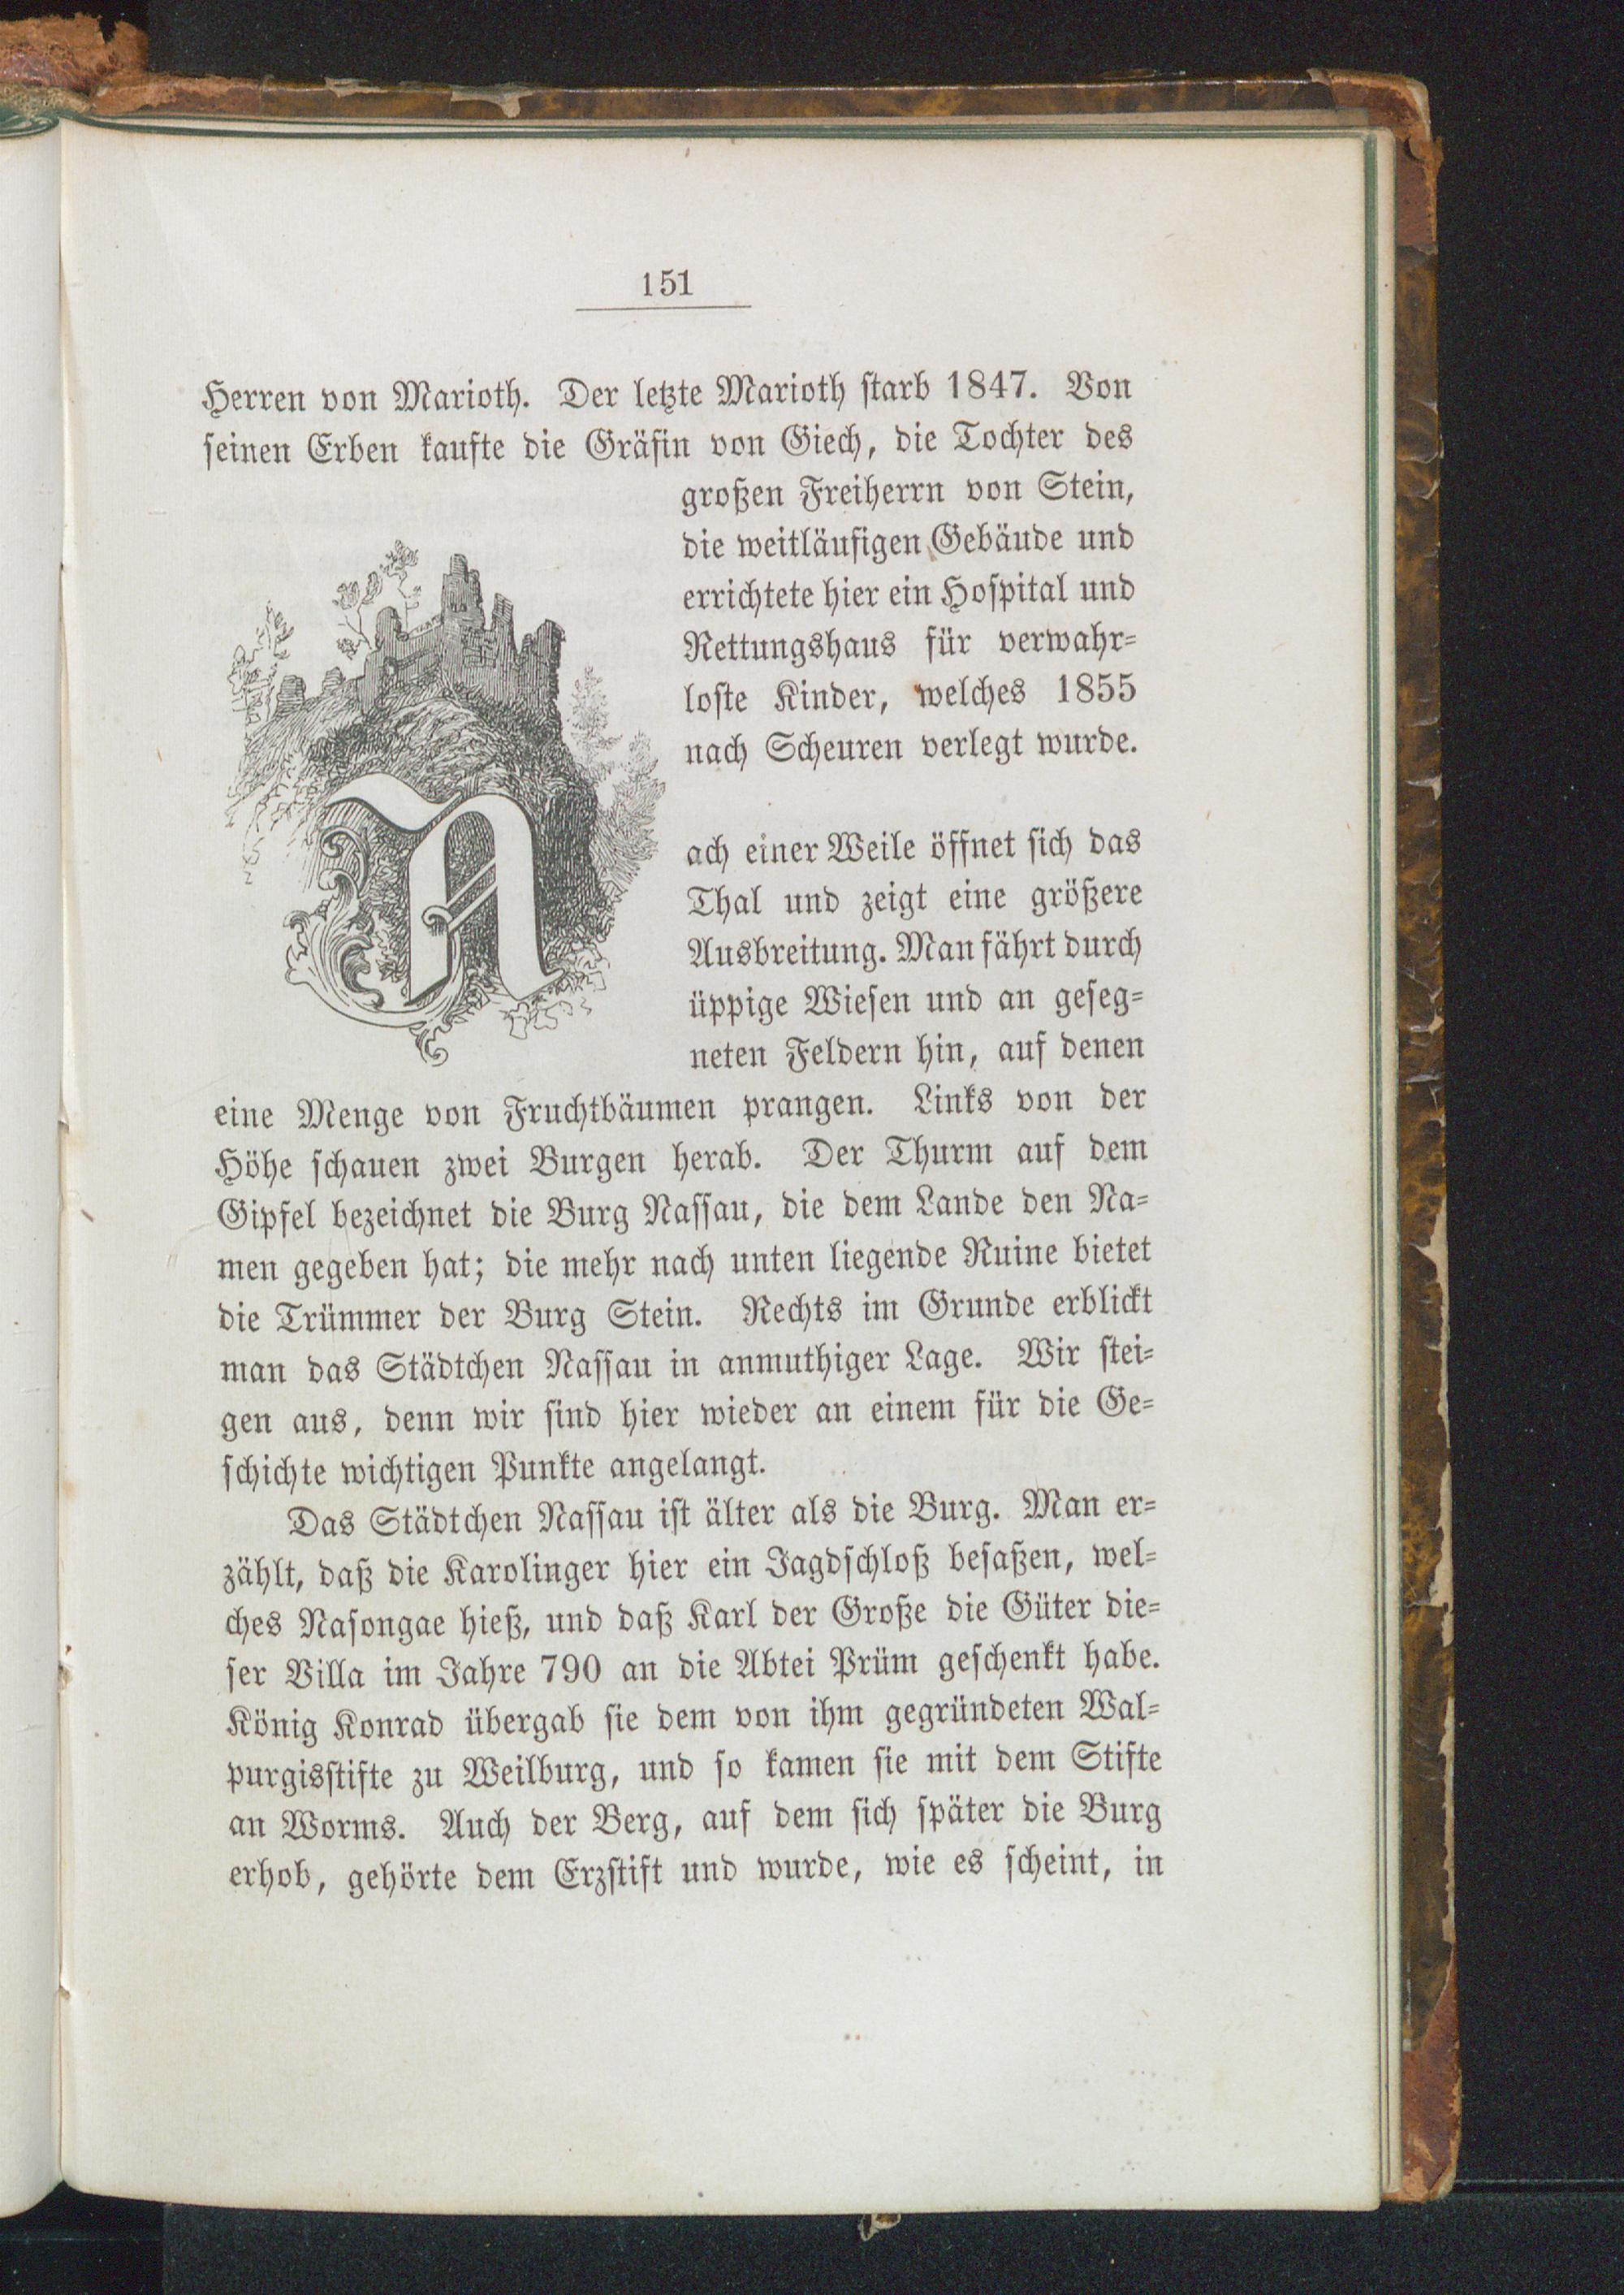 151
Herren von Marioth. Der letzte Marioth starb 1847. Von
seinen Erben kaufte die Gräfin von Giech, die Tochter des
großen Freiherrn von Stein,
die weitläufigen Gebäude und
errichtete hier ein Hospital und
Rettungshaus für verwahr=
loste Kinder, welches 1855
nach Scheuren verlegt wurde.
N
ach einer Weile öffnet sich das
Thal und zeigt eine größere
Ausbreitung. Man fährt durch
üppige Wiesen und an geseg=
neten Feldern hin, auf denen
eine Menge von Fruchtbäumen prangen. Links von der
Höhe schauen zwei Burgen herab. Der Thurm auf dem
Gipfel bezeichnet die Burg Nassau, die dem Lande den Na=
men gegeben hat; die mehr nach unten liegende Ruine bietet
die Trümmer der Burg Stein. Rechts im Grunde erblickt
man das Städtchen Nassau in anmuthiger Lage. Wir stei=
gen aus, denn wir sind hier wieder an einem für die Ge=
schichte wichtigen Punkte angelangt.
Das Städtchen Nassau ist älter als die Burg. Man er=
zählt, daß die Karolinger hier ein Jagdschloß besaßen, wel=
ches Nasongae hieß, und daß Karl der Große die Güter die=
ser Villa im Jahre 790 an die Abtei Prüm geschenkt habe.
König Konrad übergab sie dem von ihm gegründeten Wal=
purgisstifte zu Weilburg, und so kamen sie mit dem Stifte
an Worms. Auch der Berg, auf dem sich später die Burg
erhob, gehörte dem Erzstift und wurde, wie es scheint, in